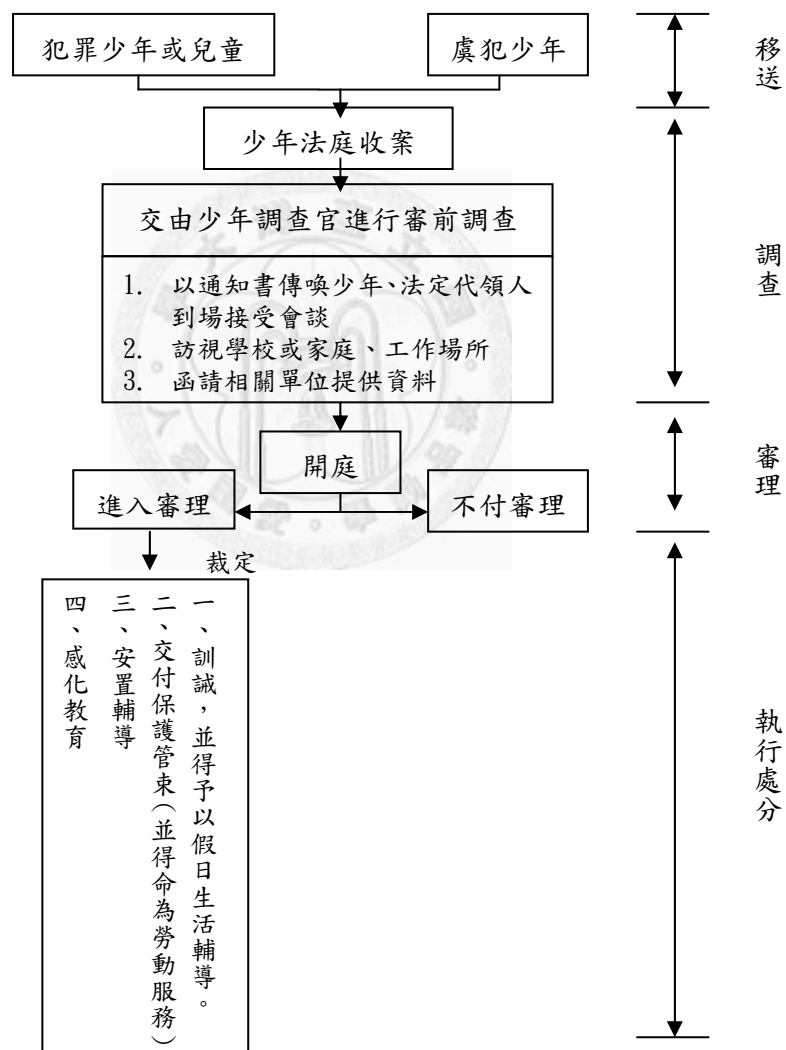 犯罪少年或兒童
虞犯少年
移送
少年法庭收案
交由少年調查官進行審前調查
1. 以通知書傳喚少年、法定代領人
到場接受會談
2. 訪視學校或家庭、工作場所
3. 函請相關單位提供資料
調查
開庭
進入審理
不付審理
審理
裁定
一、訓誡，並得予以假日生活輔導。
二、交付保護管束（並得命為勞動服務）
三、安置輔導
四、感化教育
執行處分